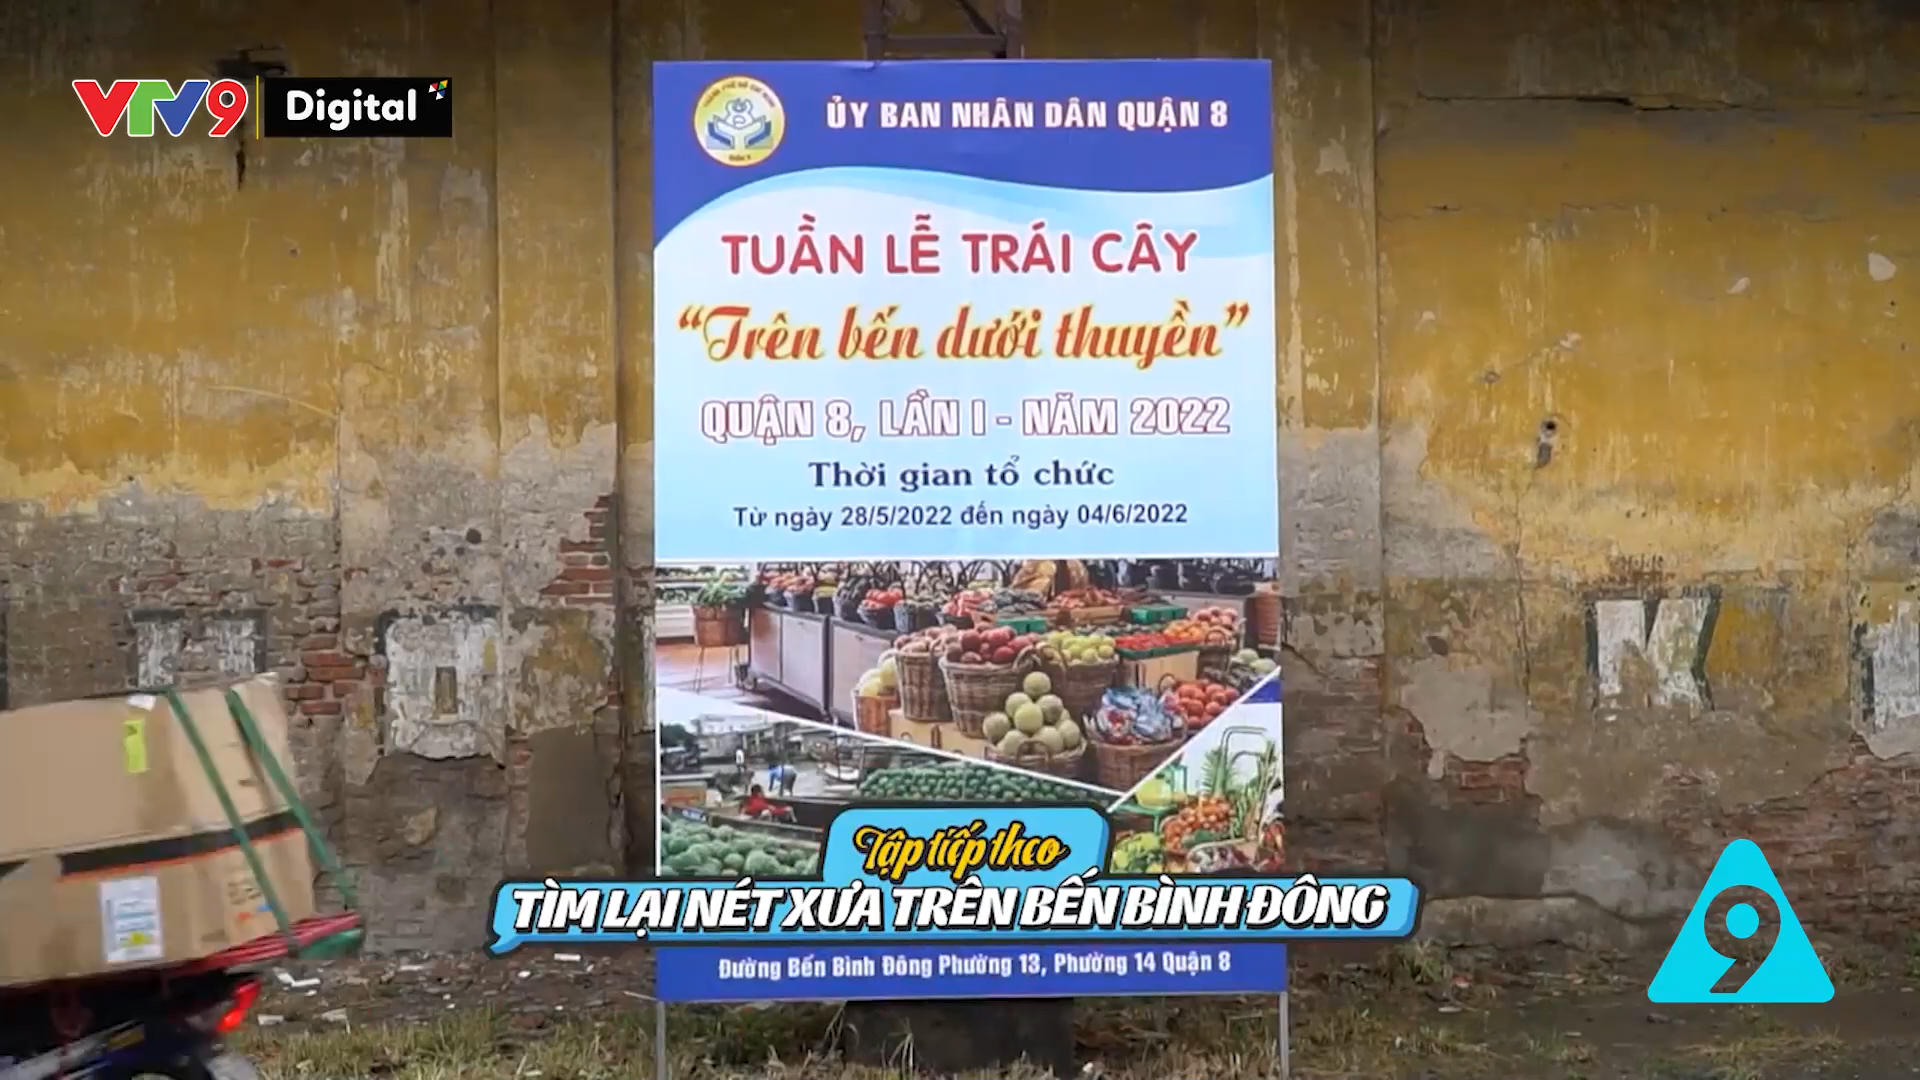 VTV9 Digital
ỦY BAN NHÂN DÂN QUẬN 8
TUẦN LỄ TRÁI CÂY
“Trên bến dưới thuyền”
QUẬN 8, LẦN I - NĂM 2022
Thời gian tổ chức
Từ ngày 28/5/2022 đến ngày 04/6/2022
K
Tập tiếp theo
TÌM LẠI NÉT XƯA TRÊN BẾN BÌNH ĐÔNG
9
Đường Bến Bình Đông Phường 13, Phường 14 Quận 8